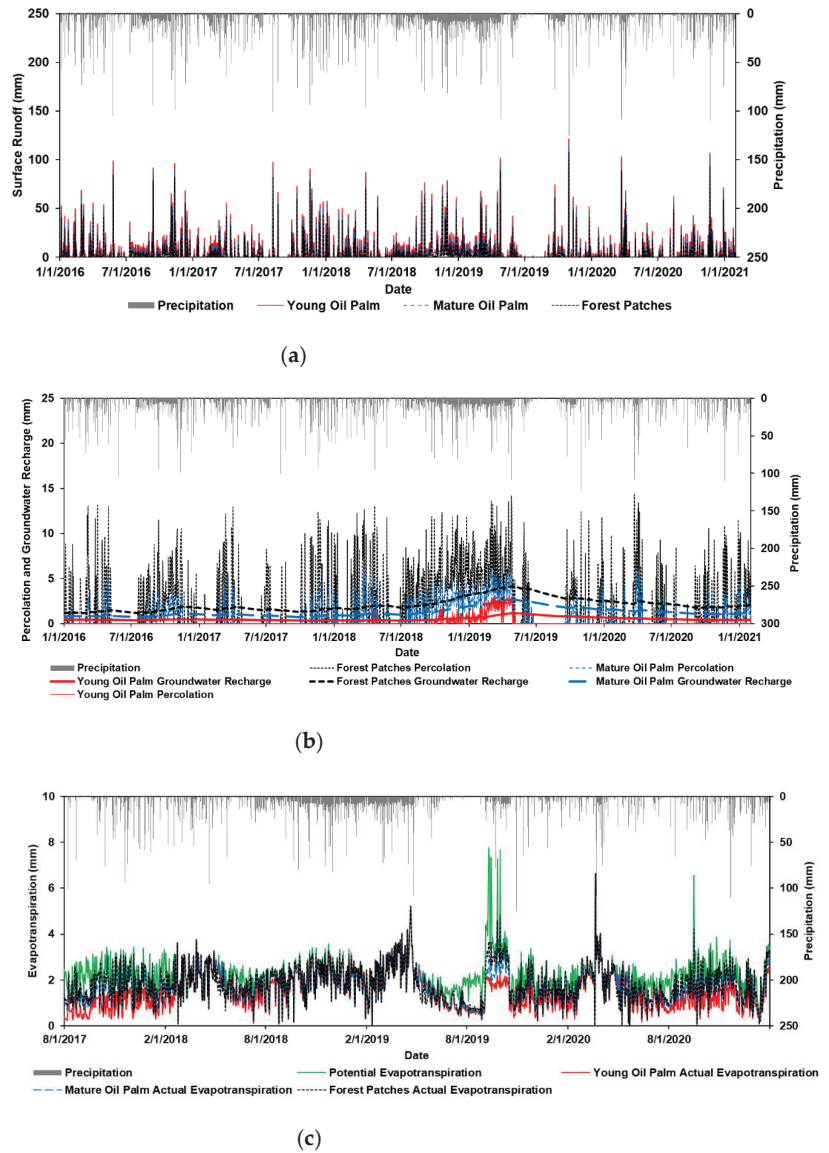 250 0
200 50
150 100
100 150
50 200
0 250
Surface Runoff (mm)
Precipitation (mm)
1/1/2016 7/1/2016 1/1/2017 7/1/2017 1/1/2018 7/1/2018 1/1/2019 7/1/2019 1/1/2020 7/1/2020 1/1/2021
Date
Precipitation Young Oil Palm Mature Oil Palm Forest Patches
(a)
25 0
50
20
100
15
150
10
200
5
250
0 300
Percolation and Groundwater Recharge (mm)
Precipitation (mm)
1/1/2016 7/1/2016 1/1/2017 7/1/2017 1/1/2018 7/1/2018 1/1/2019 7/1/2019 1/1/2020 7/1/2020 1/1/2021
Date
Precipitation Forest Patches Percolation Mature Oil Palm Percolation
Young Oil Palm Groundwater Recharge Forest Patches Groundwater Recharge Mature Oil Palm Groundwater Recharge
Young Oil Palm Percolation
(b)
10 0
8 50
6 100
4 150
2 200
0 250
Evapotranspiration (mm)
Precipitation (mm)
8/1/2017 2/1/2018 8/1/2018 2/1/2019 8/1/2019 2/1/2020 8/1/2020
Date
Precipitation Potential Evapotranspiration Young Oil Palm Actual Evapotranspiration
Mature Oil Palm Actual Evapotranspiration Forest Patches Actual Evapotranspiration
(c)